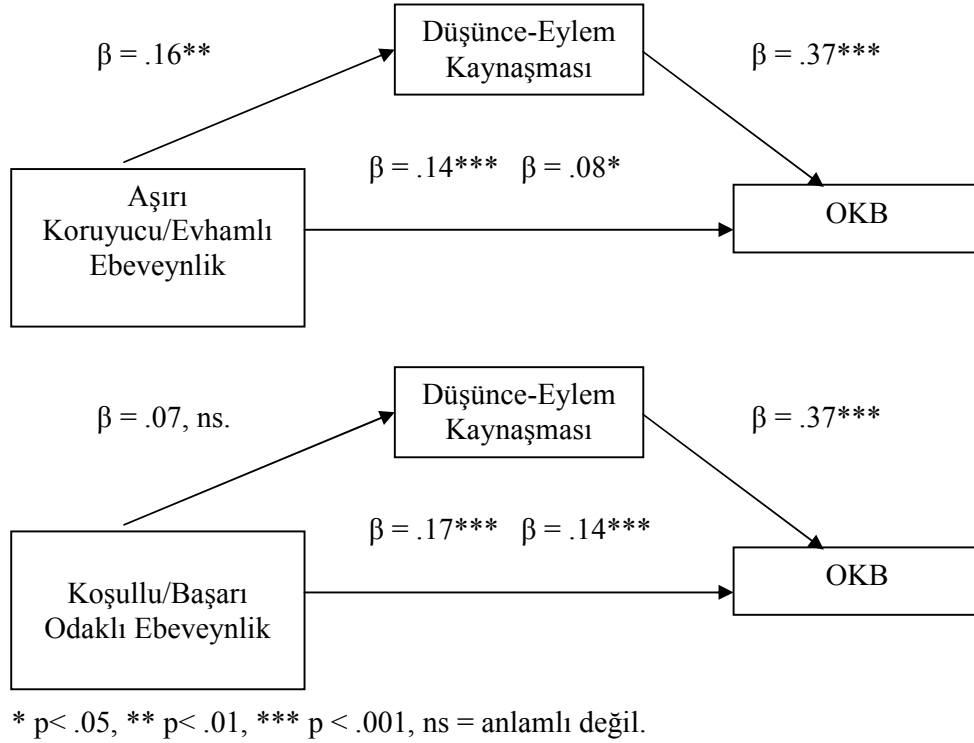 β = .16**
Düşünce-Eylem
Kaynaşması
β = .37***
β = .14*** β = .08*
Aşırı
Koruyucu/Evhamlı
Ebeveynlik
OKB
β = .07, ns.
Düşünce-Eylem
Kaynaşması
β = .37***
β = .17*** β = .14***
Koşullu/Başarı
Odaklı Ebeveynlik
OKB
* p< .05, ** p< .01, *** p < .001, ns = anlamlı değil.